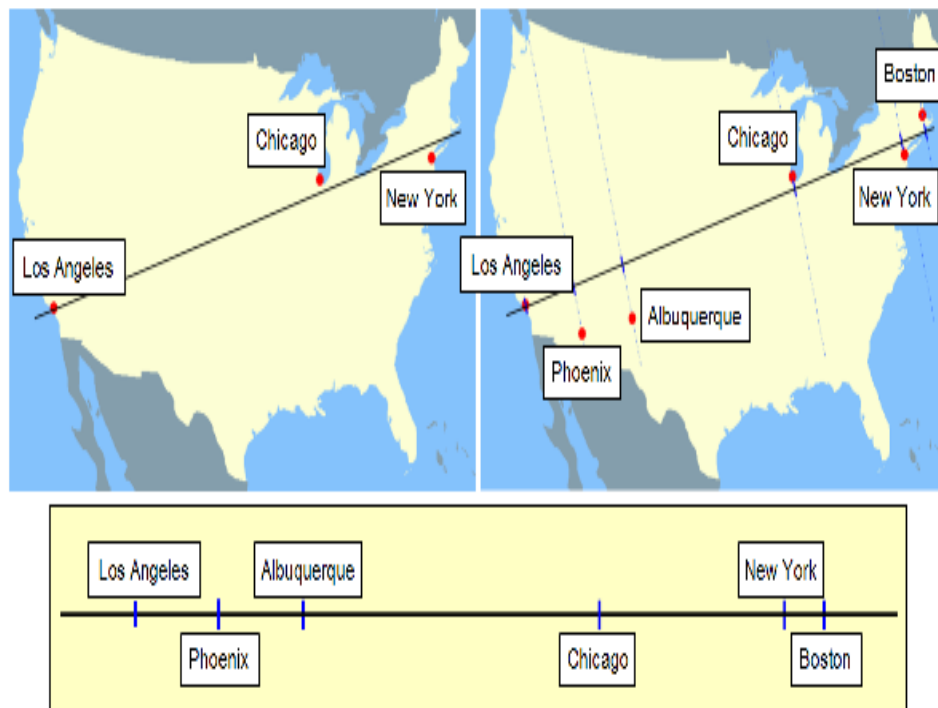 Chicago
New York
Los Angeles
Boston
Chicago
New York
Los Angeles
Albuquerque
Phoenix
Los Angeles
Albuquerque
New York
Phoenix
Chicago
Boston